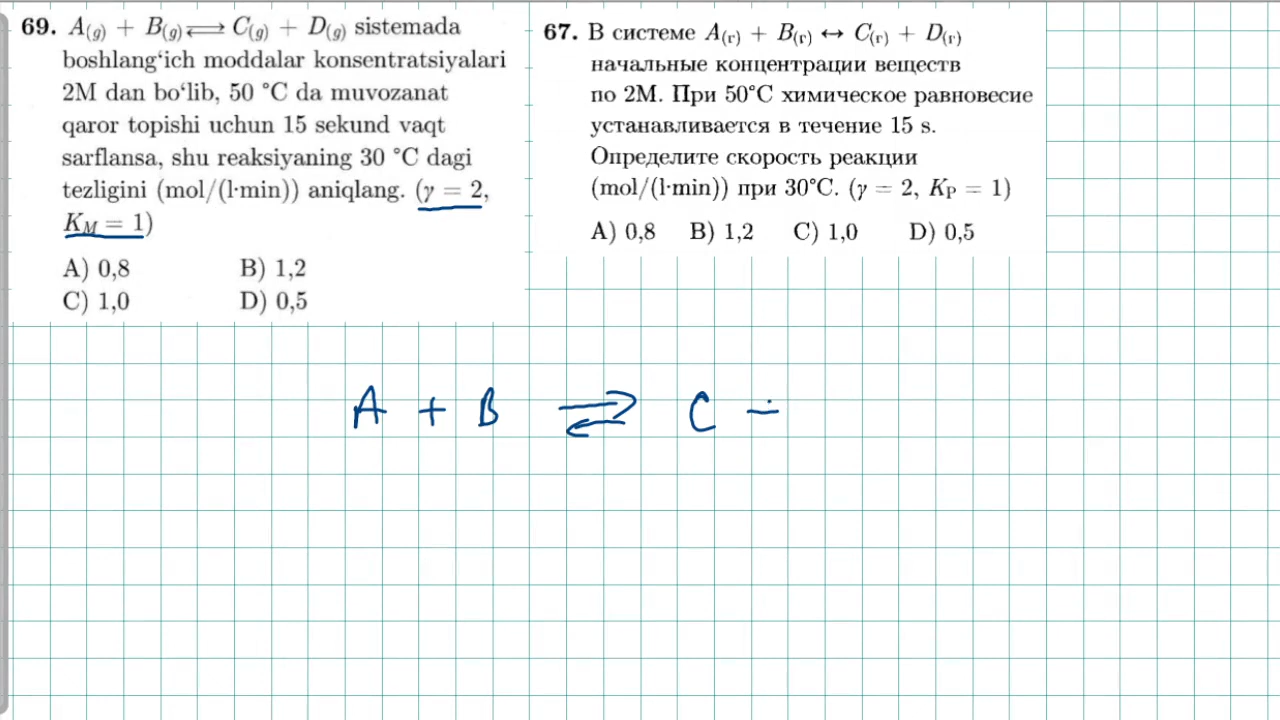 69. A(g) + B(g) ⇌ C(g) + D(g) sistemada
boshlang‘ich moddalar konsentratsiyalari
2M dan bo‘lib, 50 °C da muvozanat
qaror topishi uchun 15 sekund vaqt
sarflansa, shu reaksiyaning 30 °C dagi
tezligini (mol/(l·min)) aniqlang. (γ = 2,
K_M = 1)
A) 0,8 B) 1,2
C) 1,0 D) 0,5
67. В системе A(г) + B(г) ↔ C(г) + D(г)
начальные концентрации веществ
по 2M. При 50°C химическое равновесие
устанавливается в течение 15 s.
Определите скорость реакции
(mol/(l·min)) при 30°C. (γ = 2, K_P = 1)
A) 0,8 B) 1,2 C) 1,0 D) 0,5
A + B ⇌ C ÷